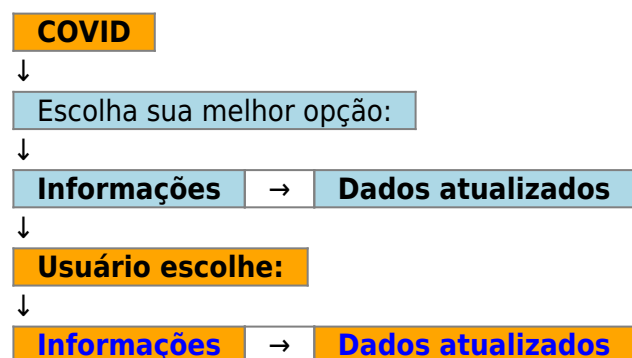 COVID
↓
Escolha sua melhor opção:
↓
Informações → Dados atualizados
↓
Usuário escolhe:
↓
Informações → Dados atualizados